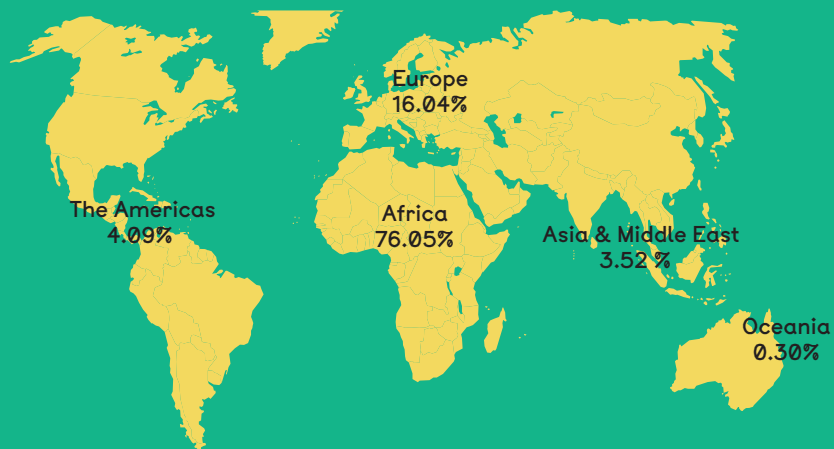 Europe
16.04%
The Americas
4.09%
Africa
76.05%
Asia & Middle East
3.52 %
Oceania
0.30%